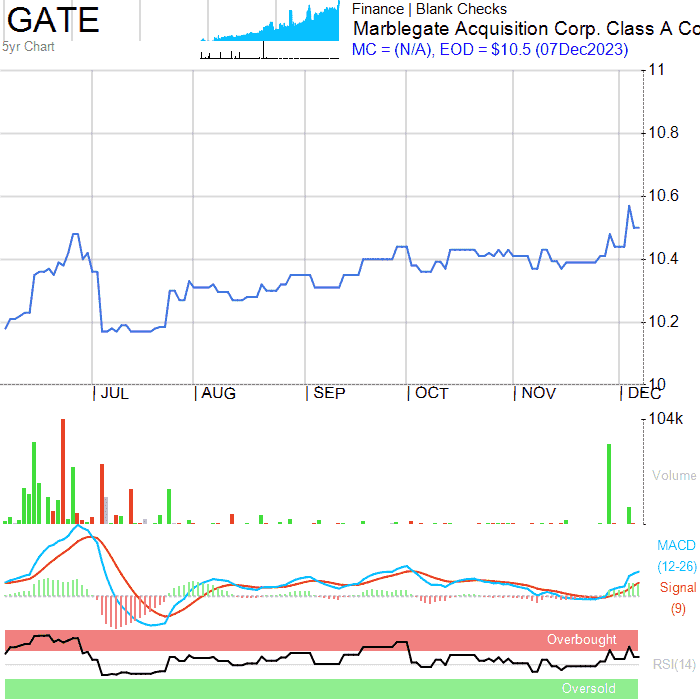 GATE
5yr Chart
Finance | Blank Checks
Marblegate Acquisition Corp. Class A Co
MC = (N/A), EOD = $10.5 (07Dec2023)
11
10.8
10.6
10.4
10.2
10
| JUL | AUG | SEP | OCT | NOV | DEC
104k
Volume
MACD
(12-26)
Signal
(9)
Overbought
RSI(14)
Oversold